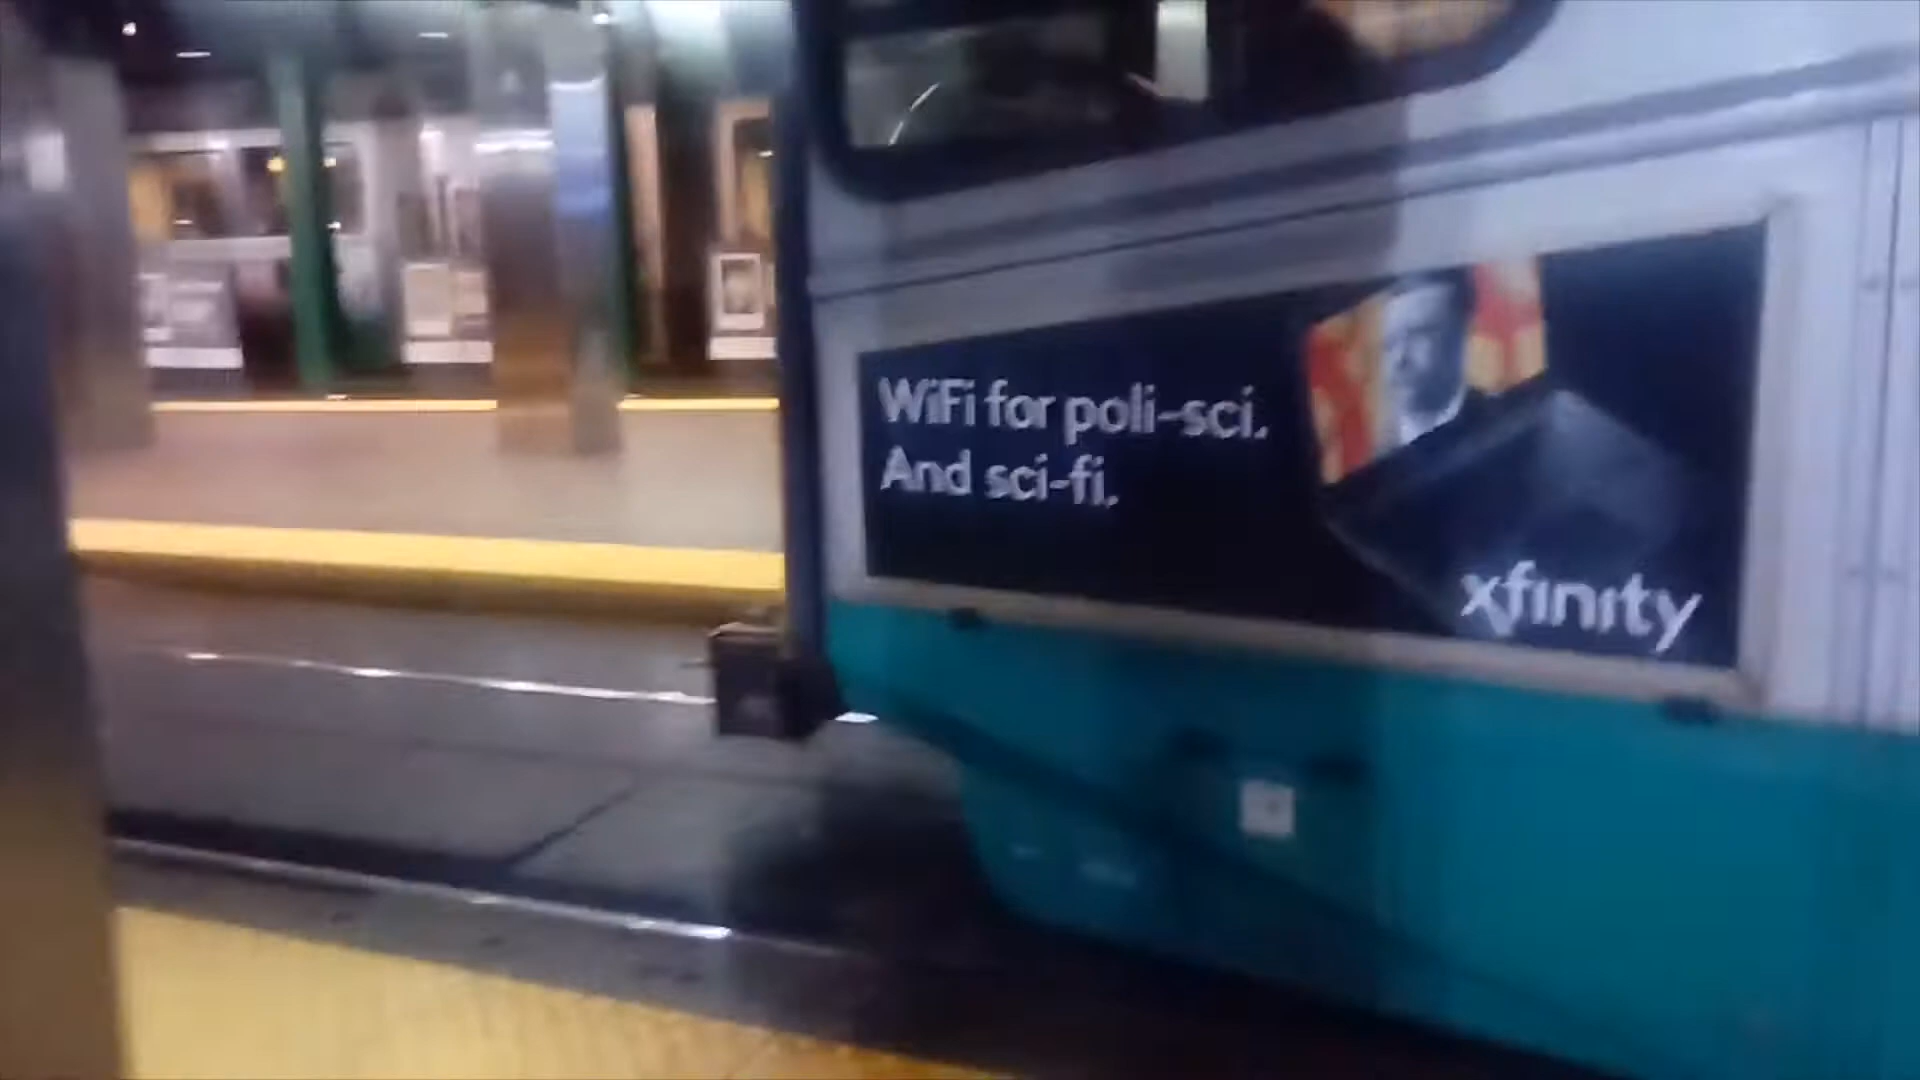 WiFi for poli-sci.
And sci-fi.
xfinity